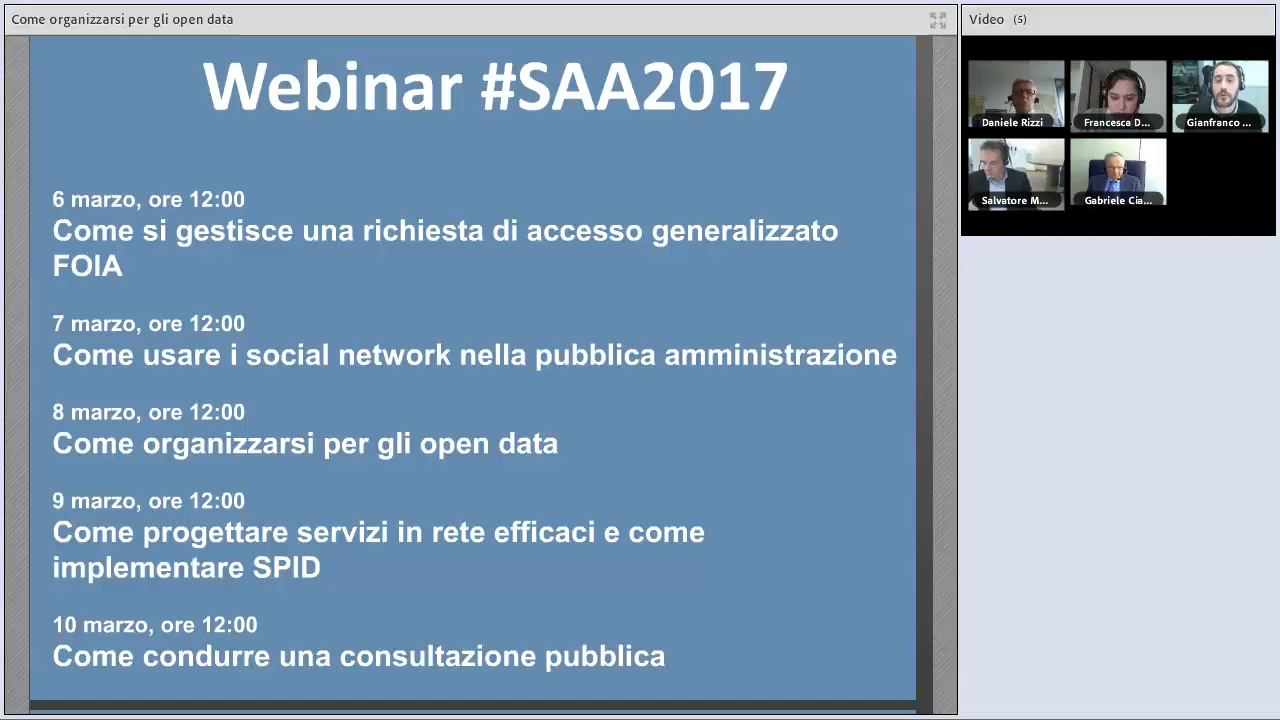 Come organizzarsi per gli open data
Video (5)
Webinar #SAA2017
6 marzo, ore 12:00
Come si gestisce una richiesta di accesso generalizzato
FOIA
7 marzo, ore 12:00
Come usare i social network nella pubblica amministrazione
8 marzo, ore 12:00
Come organizzarsi per gli open data
9 marzo, ore 12:00
Come progettare servizi in rete efficaci e come
implementare SPID
10 marzo, ore 12:00
Come condurre una consultazione pubblica
Daniele Rizzi
Francesca D...
Gianfranco ...
Salvatore M...
Gabriele Cia...